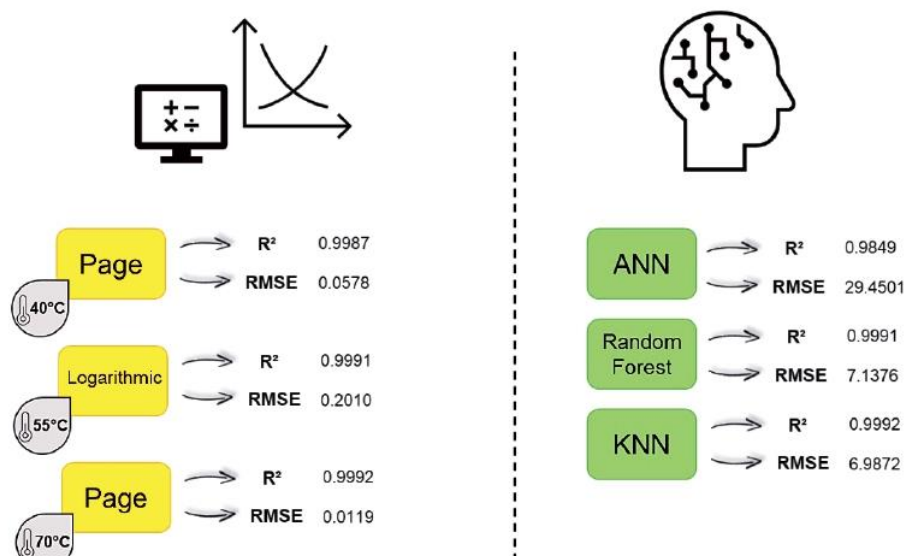 + −
× ÷
Page
R² 0.9987
RMSE 0.0578
40°C
Logarithmic
R² 0.9991
RMSE 0.2010
55°C
Page
R² 0.9992
RMSE 0.0119
70°C
ANN
R² 0.9849
RMSE 29.4501
Random
Forest
R² 0.9991
RMSE 7.1376
KNN
R² 0.9992
RMSE 6.9872